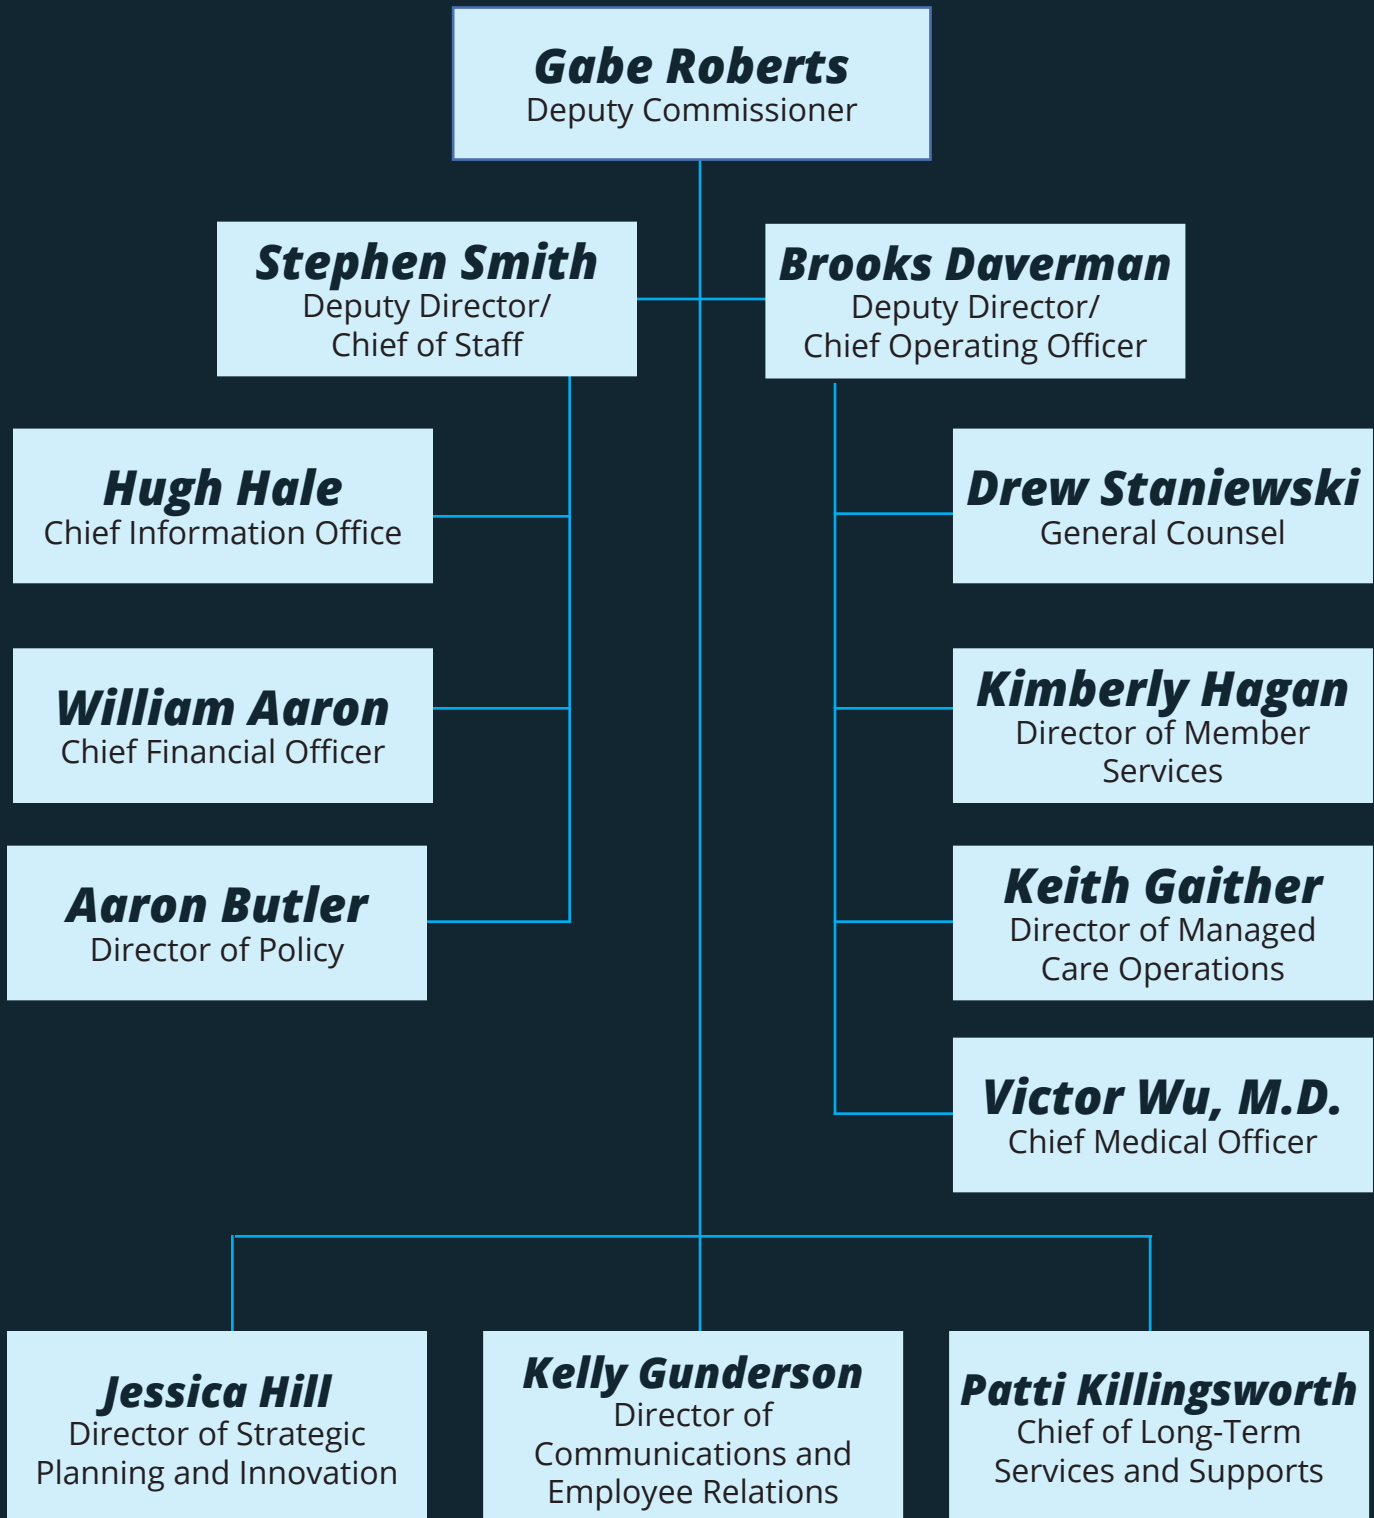 Gabe Roberts
Deputy Commissioner
Stephen Smith
Deputy Director/
Chief of Staff
Brooks Daverman
Deputy Director/
Chief Operating Officer
Hugh Hale
Chief Information Office
Drew Staniewski
General Counsel
William Aaron
Chief Financial Officer
Kimberly Hagan
Director of Member
Services
Aaron Butler
Director of Policy
Keith Gaither
Director of Managed
Care Operations
Victor Wu, M.D.
Chief Medical Officer
Jessica Hill
Director of Strategic
Planning and Innovation
Kelly Gunderson
Director of
Communications and
Employee Relations
Patti Killingsworth
Chief of Long-Term
Services and Supports